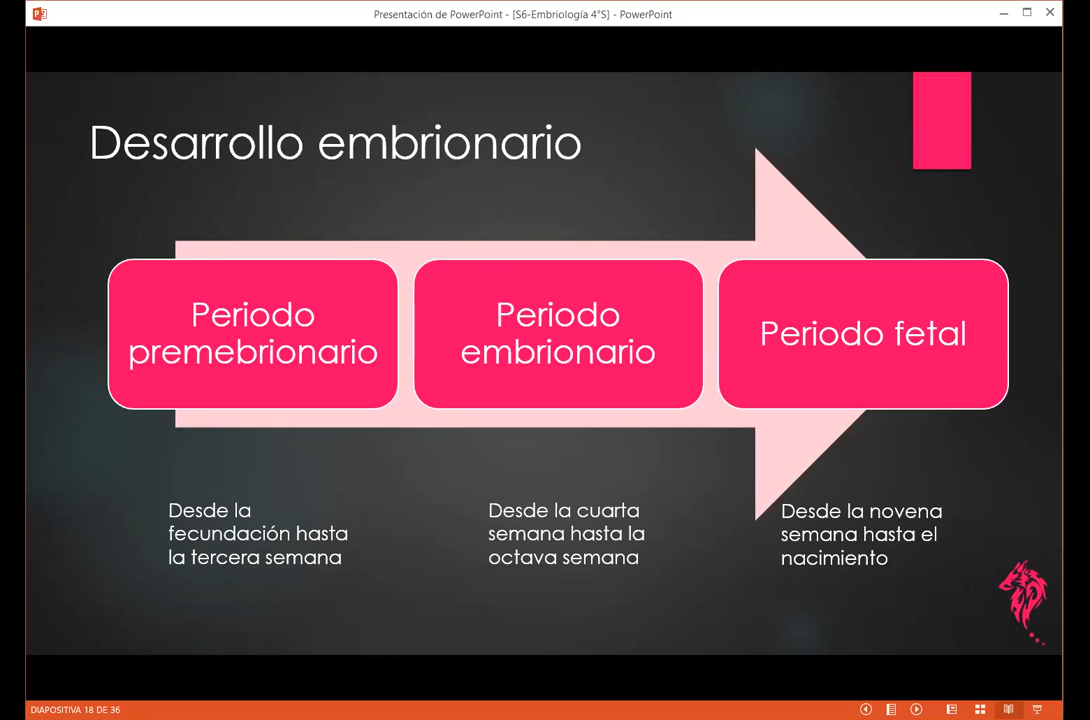 Presentación de PowerPoint - [S6-Embriología 4°S] - PowerPoint
Desarrollo embrionario
Periodo
premebrionario
Periodo
embrionario
Periodo fetal
Desde la
fecundación hasta
la tercera semana
Desde la cuarta
semana hasta la
octava semana
Desde la novena
semana hasta el
nacimiento
DIAPOSITIVA 18 DE 36